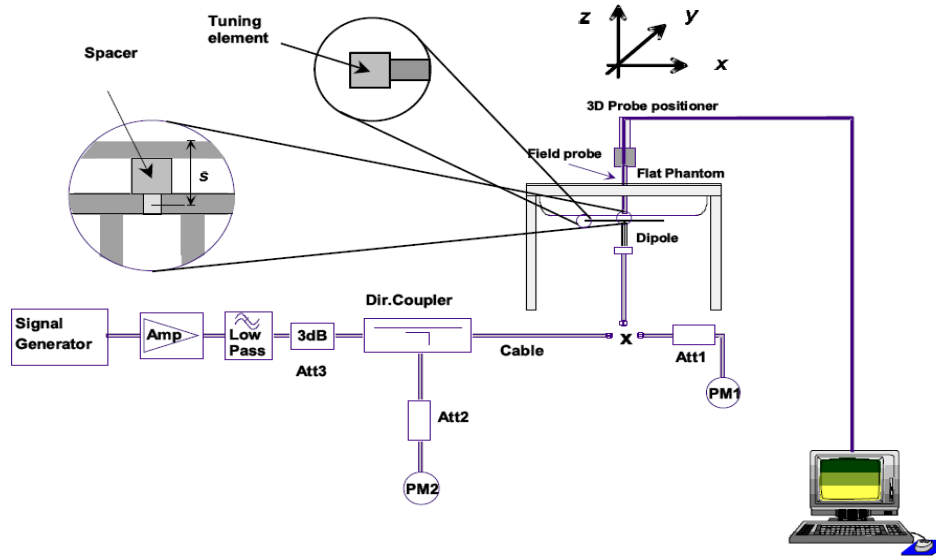 Tuning
element
Spacer
s
z
y
x
3D Probe positioner
Field probe
Flat Phantom
Dipole
Signal
Generator
Amp
Low
Pass
3dB
Att3
Dir.Coupler
Cable
x
Att1
PM1
Att2
PM2